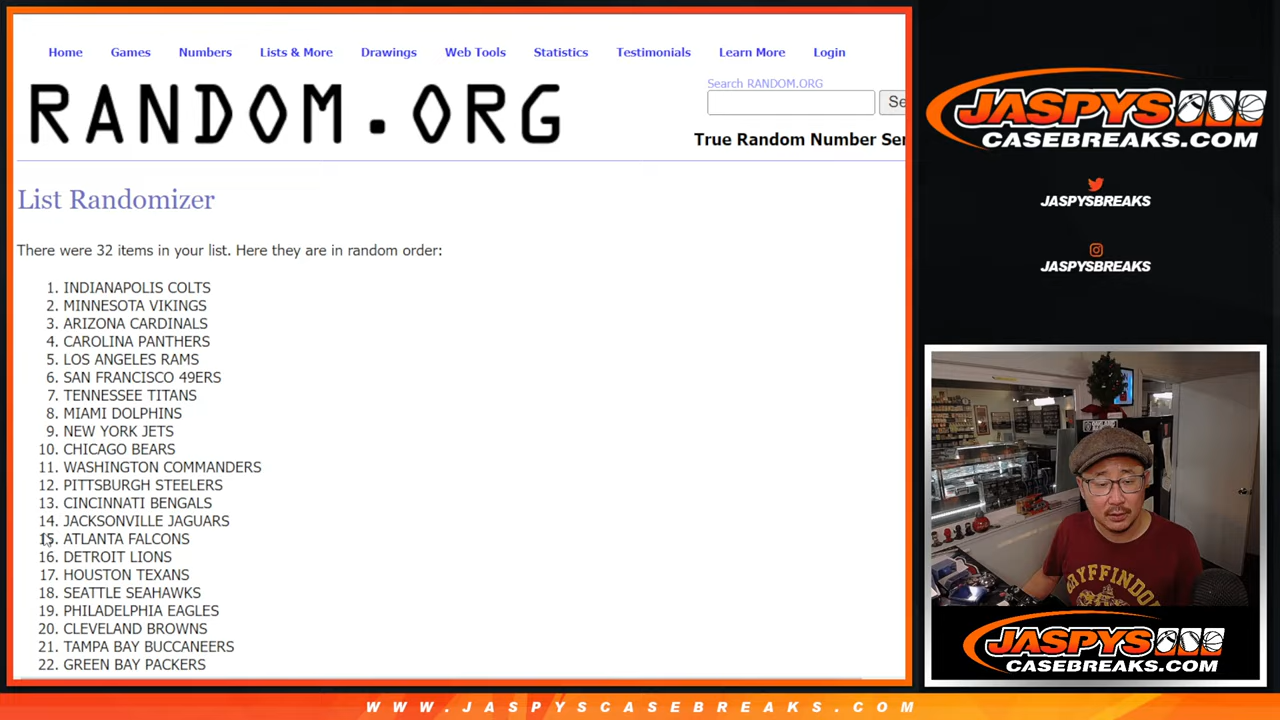 Home Games Numbers Lists & More Drawings Web Tools Statistics Testimonials Learn More Login
Search RANDOM.ORG
RANDOM.ORG
Se
True Random Number Ser
List Randomizer
There were 32 items in your list. Here they are in random order:
1. INDIANAPOLIS COLTS
2. MINNESOTA VIKINGS
3. ARIZONA CARDINALS
4. CAROLINA PANTHERS
5. LOS ANGELES RAMS
6. SAN FRANCISCO 49ERS
7. TENNESSEE TITANS
8. MIAMI DOLPHINS
9. NEW YORK JETS
10. CHICAGO BEARS
11. WASHINGTON COMMANDERS
12. PITTSBURGH STEELERS
13. CINCINNATI BENGALS
14. JACKSONVILLE JAGUARS
15. ATLANTA FALCONS
16. DETROIT LIONS
17. HOUSTON TEXANS
18. SEATTLE SEAHAWKS
19. PHILADELPHIA EAGLES
20. CLEVELAND BROWNS
21. TAMPA BAY BUCCANEERS
22. GREEN BAY PACKERS
JASPYS
CASEBREAKS.COM
JASPYSBREAKS
JASPYSBREAKS
GRYFFINDOR
JASPYS
CASEBREAKS.COM
WWW.JASPYSCASEBREAKS.COM